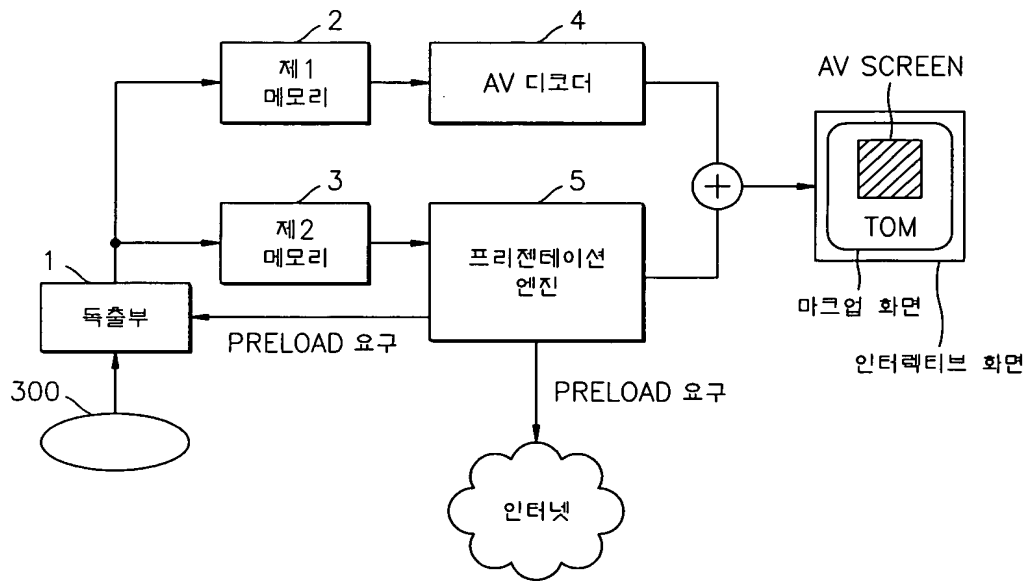 2
제1
메모리
4
AV 디코더
AV SCREEN
TOM
마크업 화면
인터렉티브 화면
3
제2
메모리
5
프리젠테이션
엔진
1
독출부
PRELOAD 요구
300
PRELOAD 요구
인터넷